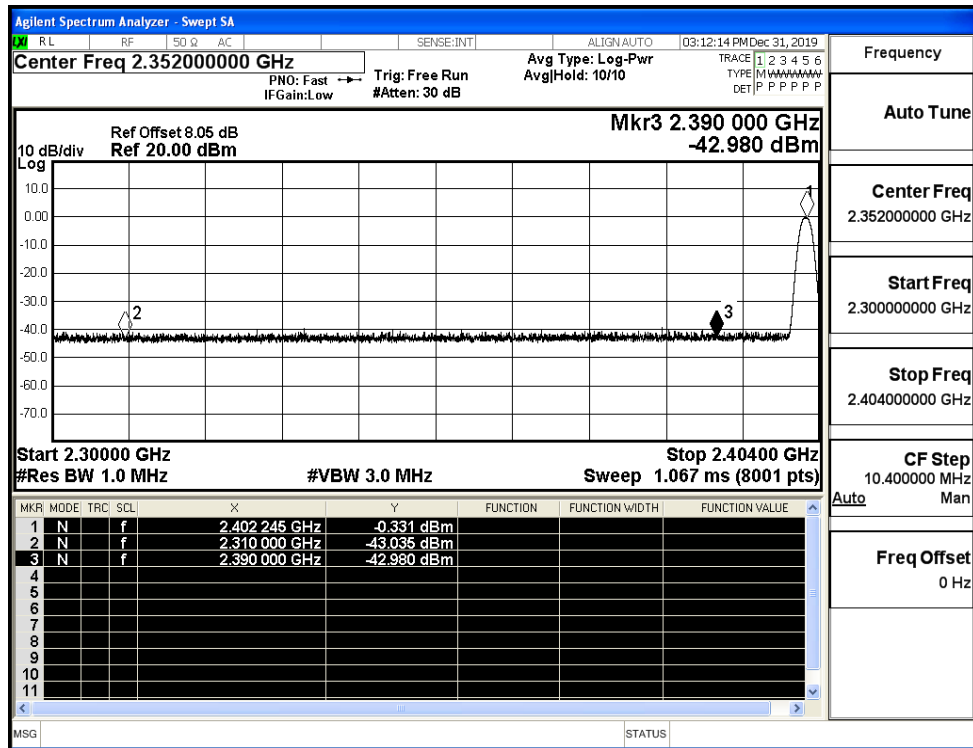 Agilent Spectrum Analyzer - Swept SA
LXI RL RF 50 Ω AC SENSE:INT ALIGN AUTO 03:12:14 PM Dec 31, 2019
Center Freq 2.352000000 GHz
PNO: Fast
IFGain:Low
Trig: Free Run
#Atten: 30 dB
Avg Type: Log-Pwr
Avg|Hold: 10/10
TRACE 1 2 3 4 5 6
TYPE M WWWWW
DET P P P P P P
Ref Offset 8.05 dB
10 dB/div Ref 20.00 dBm
Log
Mkr3 2.390 000 GHz
-42.980 dBm
10.0
0.00
-10.0
-20.0
-30.0
-40.0
-50.0
-60.0
-70.0
1
2
3
Start 2.30000 GHz Stop 2.40400 GHz
#Res BW 1.0 MHz #VBW 3.0 MHz Sweep 1.067 ms (8001 pts)
MKR MODE TRC SCL X Y FUNCTION FUNCTION WIDTH FUNCTION VALUE
1 N f 2.402 245 GHz -0.331 dBm
2 N f 2.310 000 GHz -43.035 dBm
3 N f 2.390 000 GHz -42.980 dBm
4
5
6
7
8
9
10
11
MSG STATUS
Frequency
Auto Tune
Center Freq
2.352000000 GHz
Start Freq
2.300000000 GHz
Stop Freq
2.404000000 GHz
CF Step
10.400000 MHz
Auto Man
Freq Offset
0 Hz